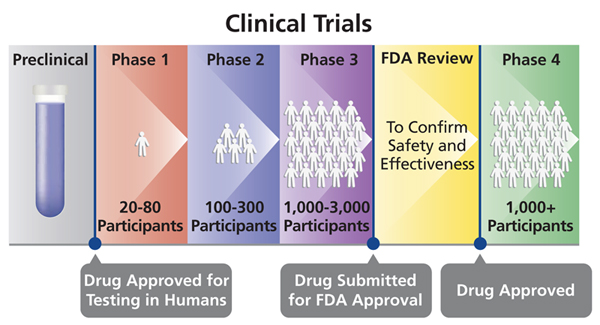 Clinical Trials
Preclinical
Phase 1
Phase 2
Phase 3
FDA Review
Phase 4
To Confirm
Safety and
Effectiveness
20-80
Participants
100-300
Participants
1,000-3,000
Participants
1,000+
Participants
Drug Approved for
Testing in Humans
Drug Submitted
for FDA Approval
Drug Approved